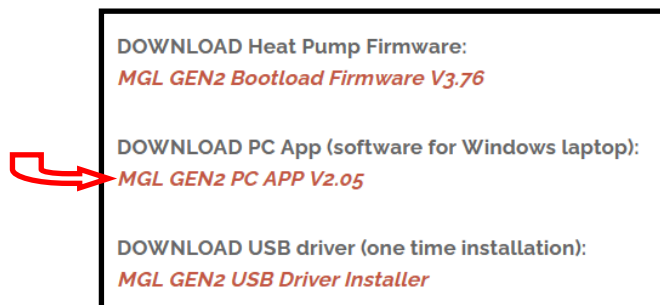 DOWNLOAD Heat Pump Firmware:
MGL GEN2 Bootload Firmware V3.76
DOWNLOAD PC App (software for Windows laptop):
MGL GEN2 PC APP V2.05
DOWNLOAD USB driver (one time installation):
MGL GEN2 USB Driver Installer